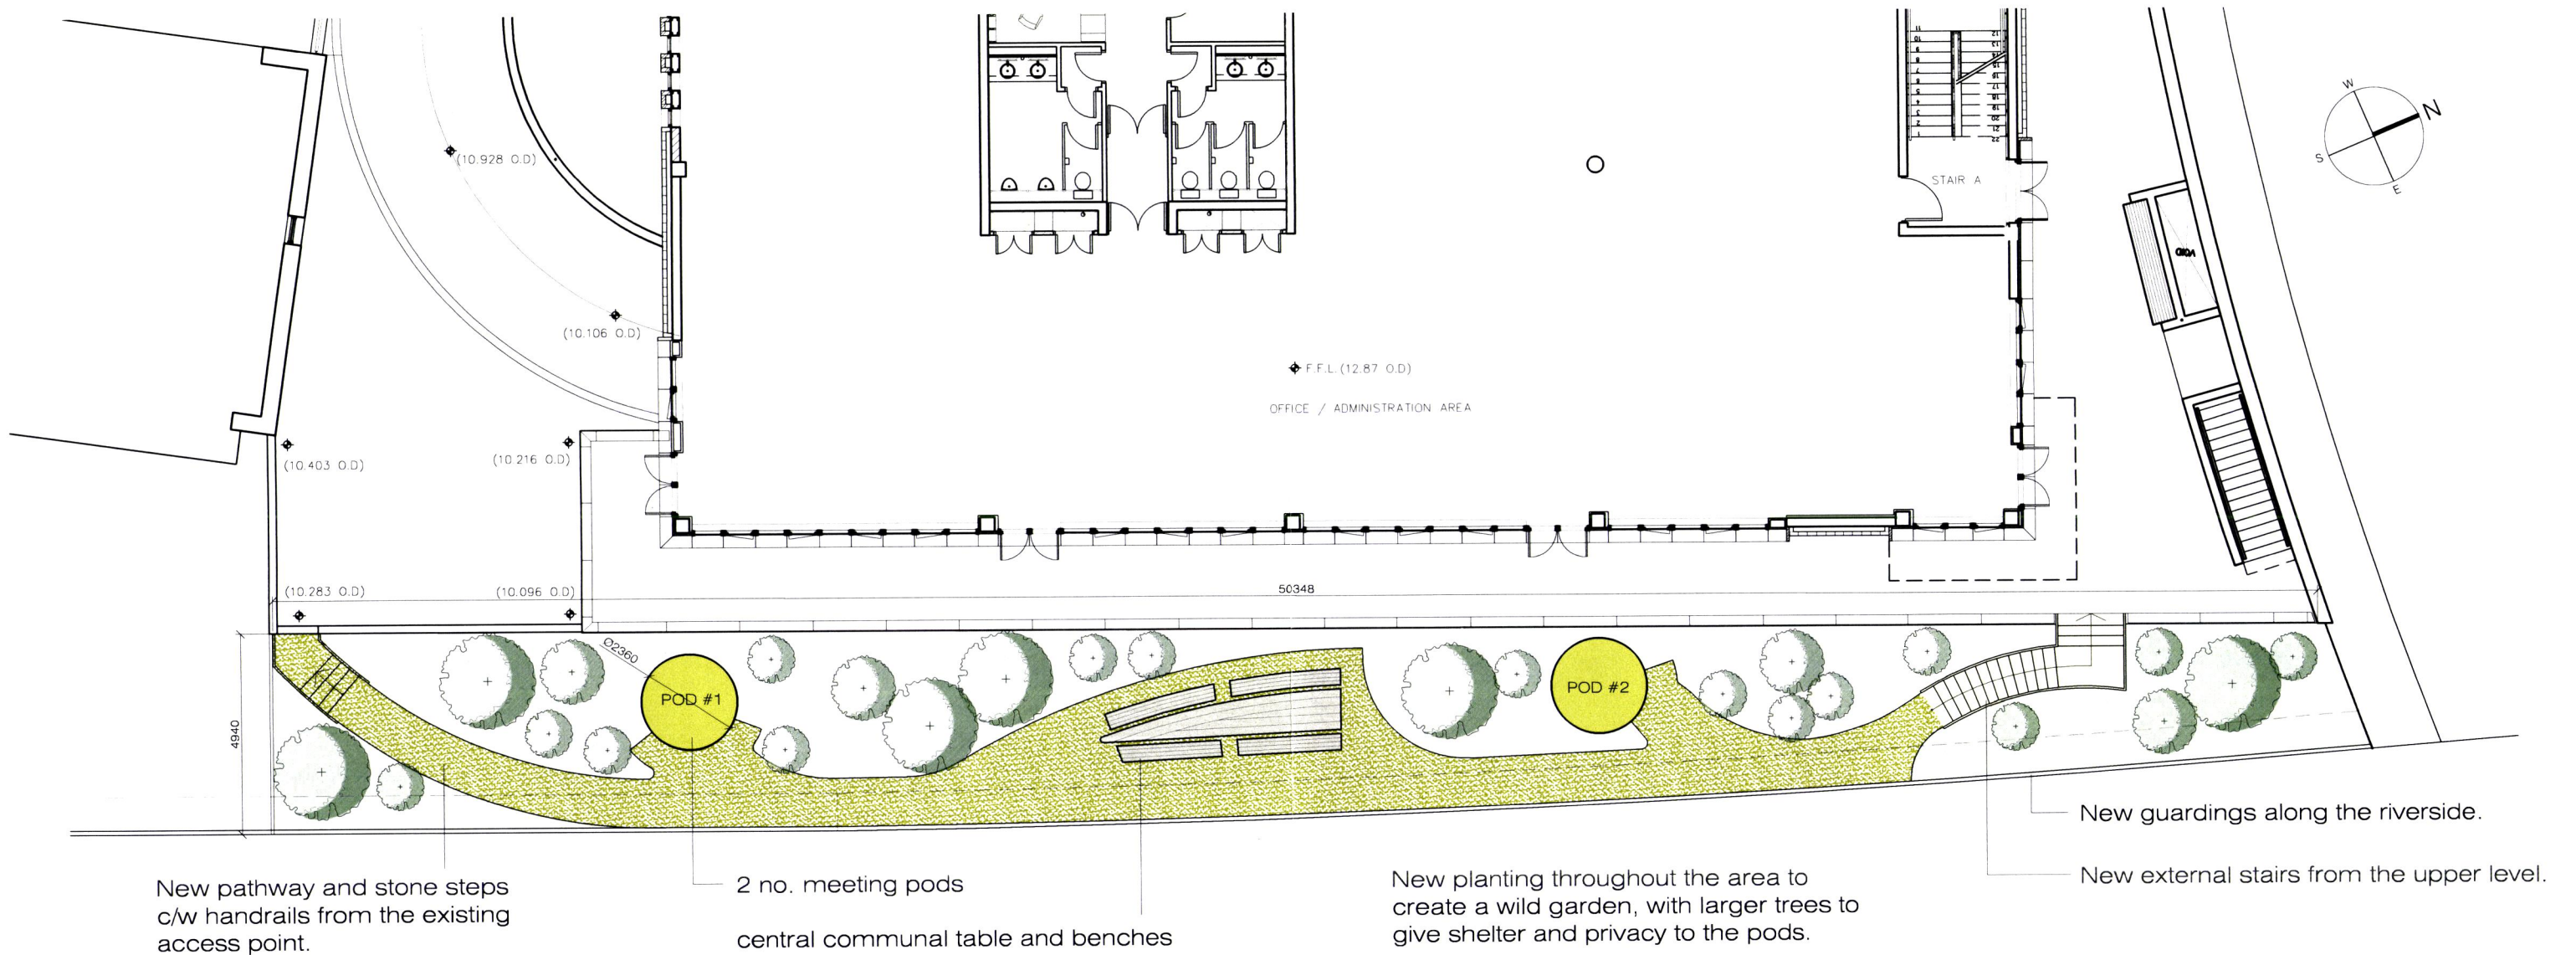 W
N
S
E
(10.928 O.D)
STAIR A
VOID
(10.106 O.D)
F.F.L.(12.87 O.D)
OFFICE / ADMINISTRATION AREA
(10.403 O.D)
(10.216 O.D)
(10.283 O.D)
(10.096 O.D)
50348
Ø2360
POD #1
POD #2
4940
New guardings along the riverside.
New external stairs from the upper level.
New pathway and stone steps
c/w handrails from the existing
access point.
2 no. meeting pods
central communal table and benches
New planting throughout the area to
create a wild garden, with larger trees to
give shelter and privacy to the pods.